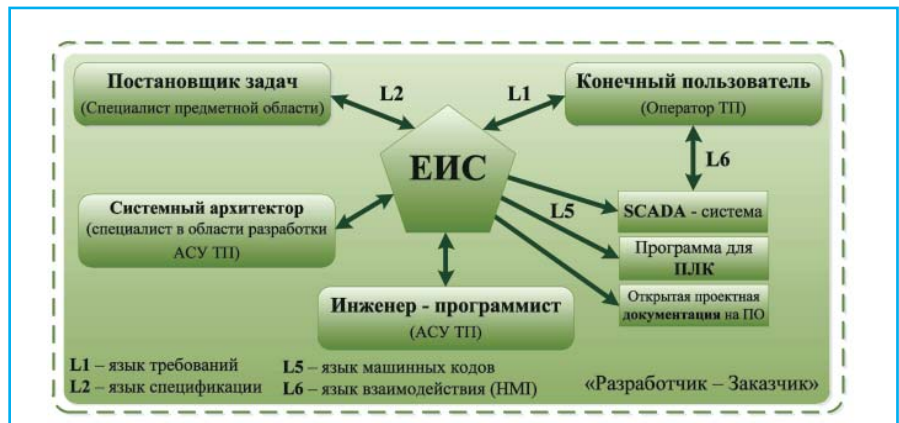 Постановщик задач
(Специалист предметной области)
L2
L1
Конечный пользователь
(Оператор ТП)
ЕИС
L6
Системный архитектор
(специалист в области разработки
АСУ ТП)
L5
SCADA - система
Программа для
ПЛК
Открытая проектная
документация на ПО
Инженер - программист
(АСУ ТП)
L1 – язык требований
L2 – язык спецификации
L5 – язык машинных кодов
L6 – язык взаимодействия (HMI)
«Разработчик – Заказчик»